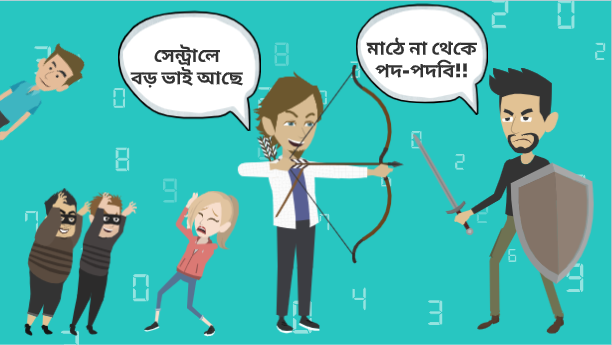 সেন্ট্রালে
বড় ভাই আছে
মাঠে না থেকে
পদ-পদবি!!